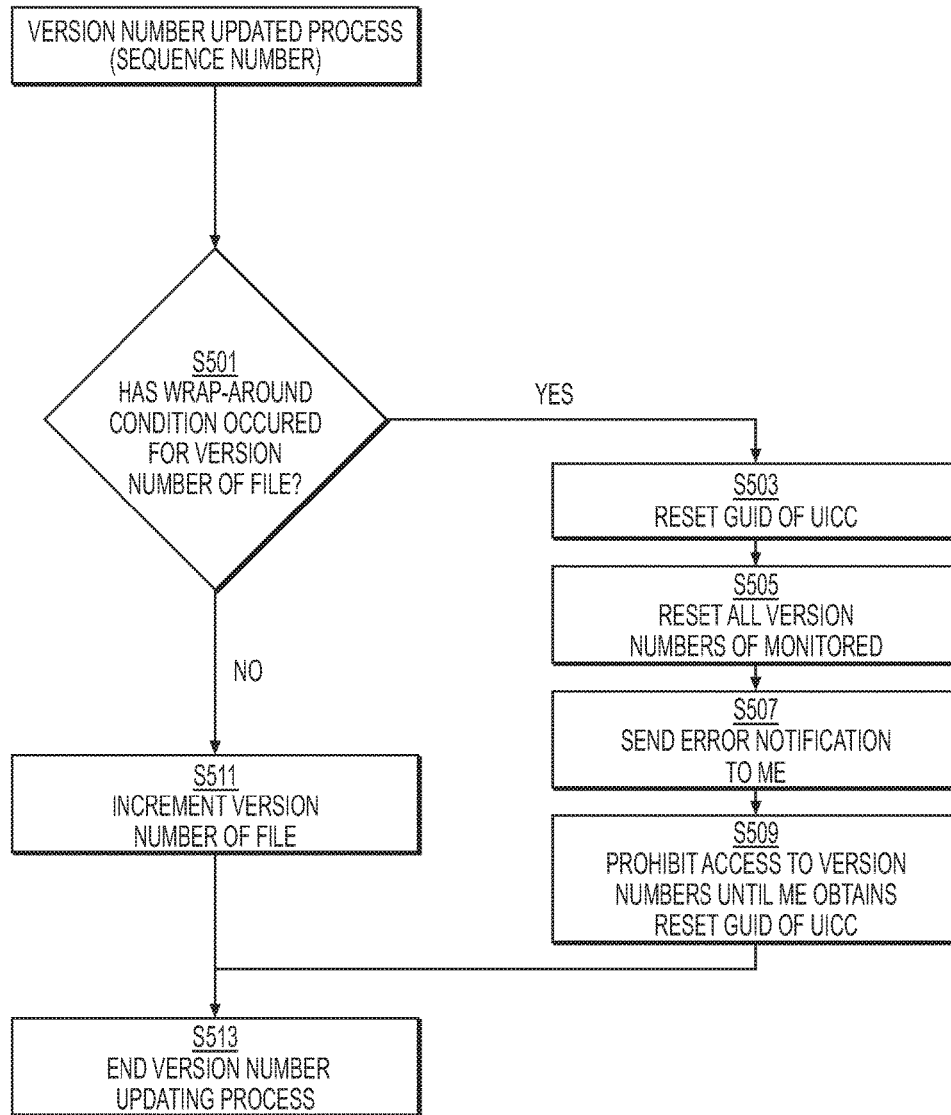 VERSION NUMBER UPDATED PROCESS
(SEQUENCE NUMBER)
S501
HAS WRAP-AROUND
CONDITION OCCURED
FOR VERSION
NUMBER OF FILE?
YES
S503
RESET GUID OF UICC
S505
RESET ALL VERSION
NUMBERS OF MONITORED
S507
SEND ERROR NOTIFICATION
TO ME
S509
PROHIBIT ACCESS TO VERSION
NUMBERS UNTIL ME OBTAINS
RESET GUID OF UICC
NO
S511
INCREMENT VERSION
NUMBER OF FILE
S513
END VERSION NUMBER
UPDATING PROCESS